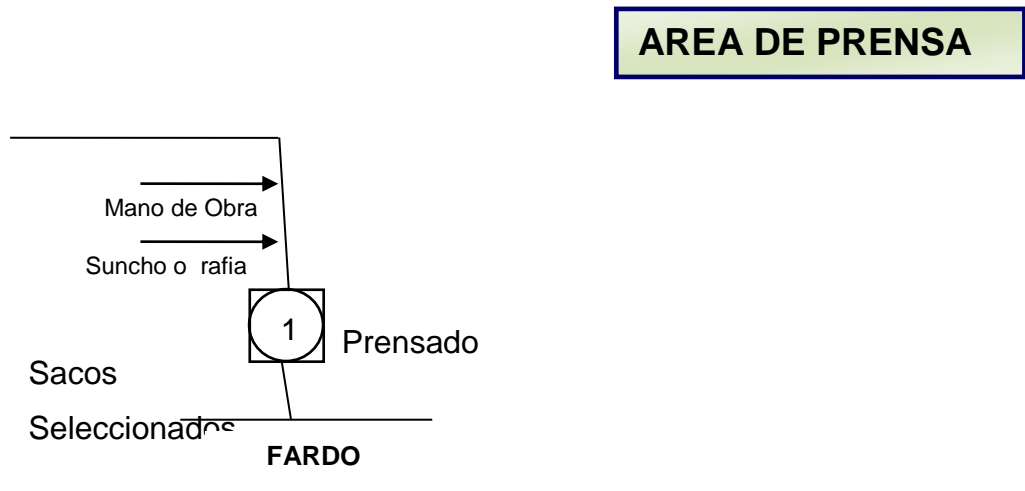 AREA DE PRENSA
Mano de Obra
Suncho o rafia
1
Prensado
Sacos
Seleccionados
FARDO